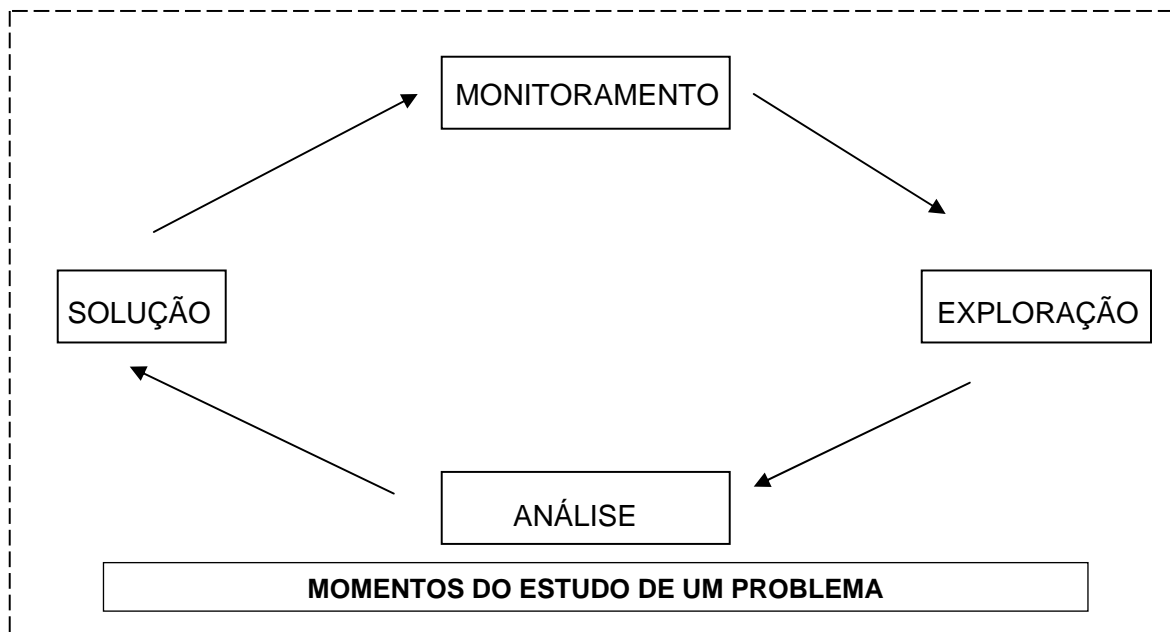 MONITORAMENTO
SOLUÇÃO
EXPLORAÇÃO
ANÁLISE
MOMENTOS DO ESTUDO DE UM PROBLEMA